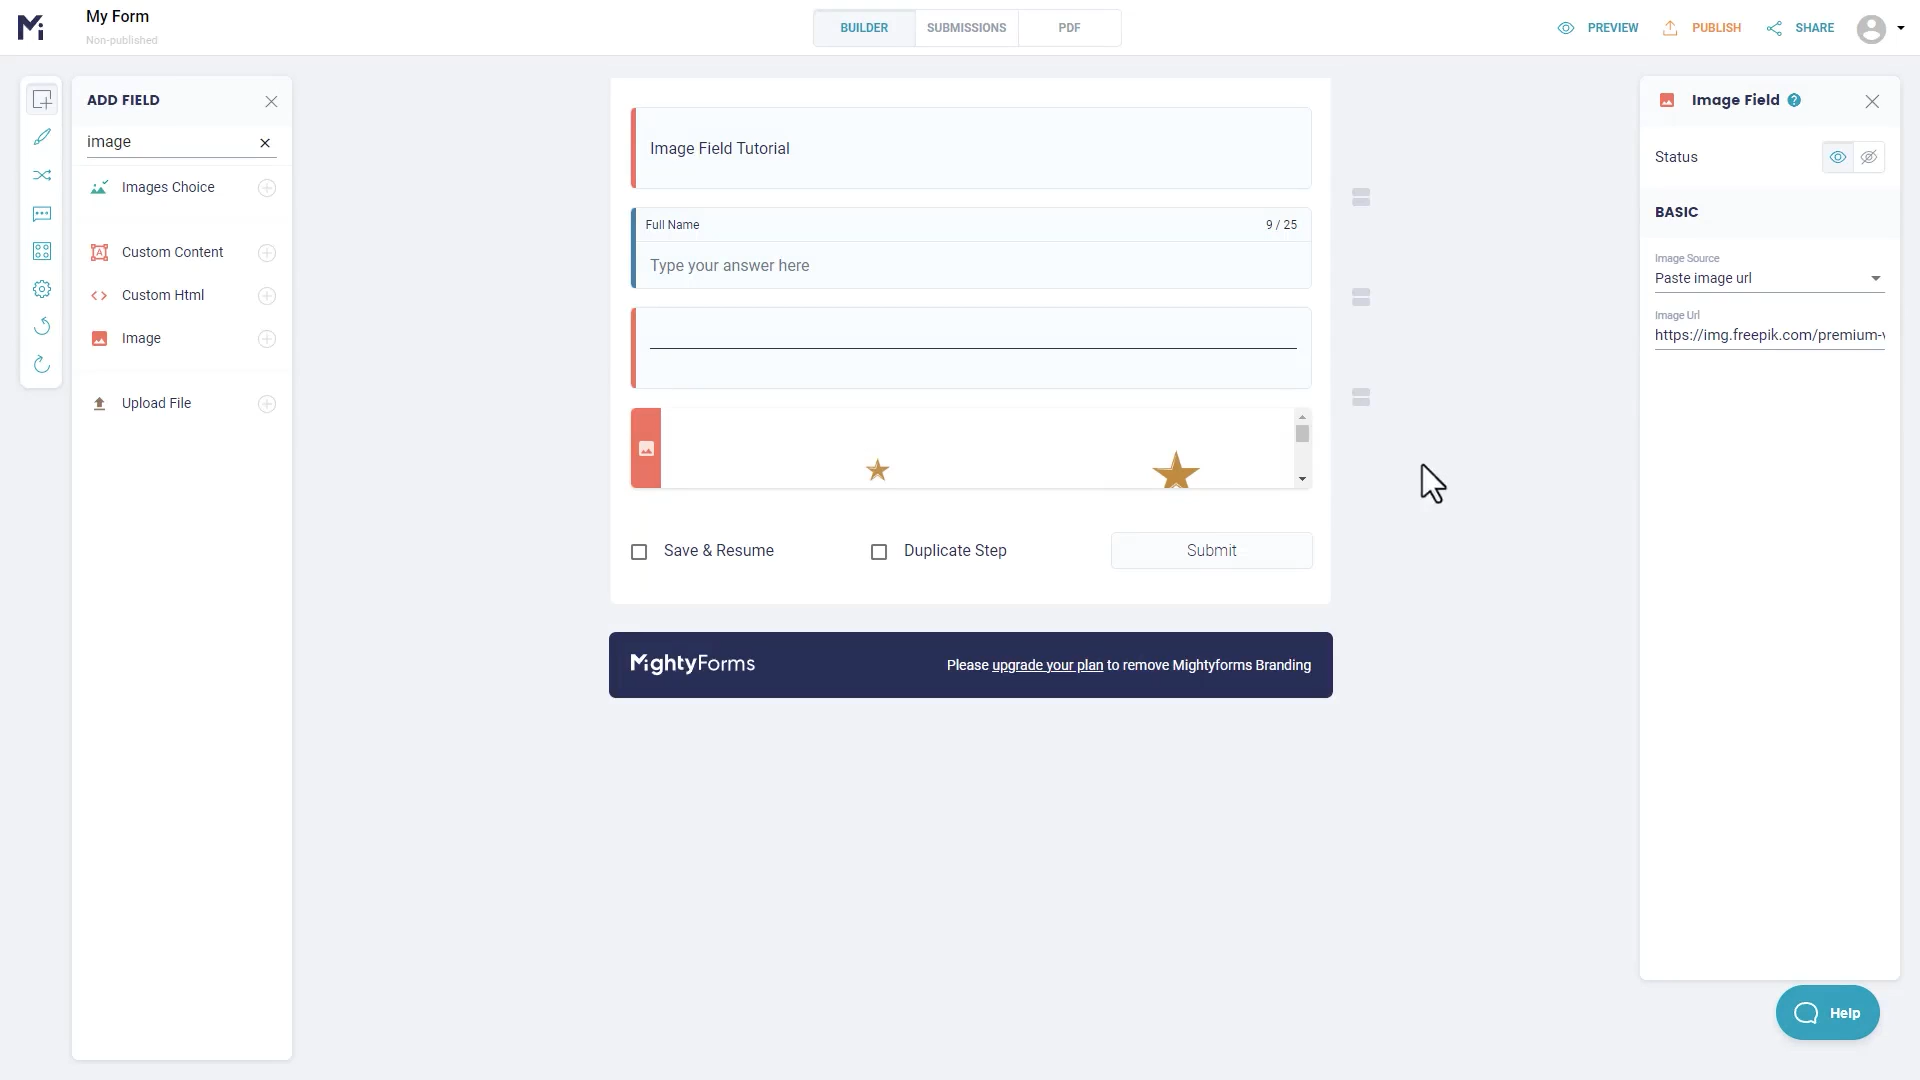 My Form
Non-published
BUILDER
SUBMISSIONS
PDF
PREVIEW
PUBLISH
SHARE
ADD FIELD
image
Images Choice
Custom Content
Custom Html
Image
Upload File
Image Field Tutorial
Full Name
9 / 25
Type your answer here
Save & Resume
Duplicate Step
Submit
MightyForms
Please upgrade your plan to remove Mightyforms Branding
Image Field ?
Status
BASIC
Image Source
Paste image url
Image Url
https://img.freepik.com/premium-v
Help